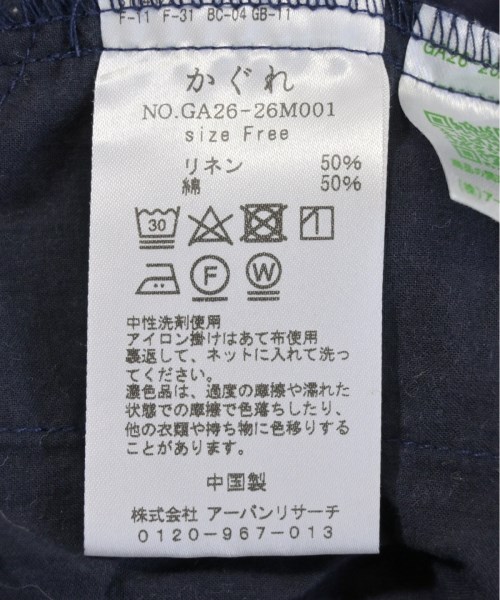 F-11 F-31 BC-04 GB-11
かぐれ
NO.GA26-26M001
size Free
リネン 50%
綿 50%
30
F W
中性洗剤使用
アイロン掛けはあて布使用
裏返して、ネットに入れて洗っ
てください。
濃色品は、過度の摩擦や濡れた
状態での摩擦で色落ちしたり、
他の衣類や持ち物に色移りする
ことがあります。
中国製
株式会社 アーバンリサーチ
0120-967-013
GA26